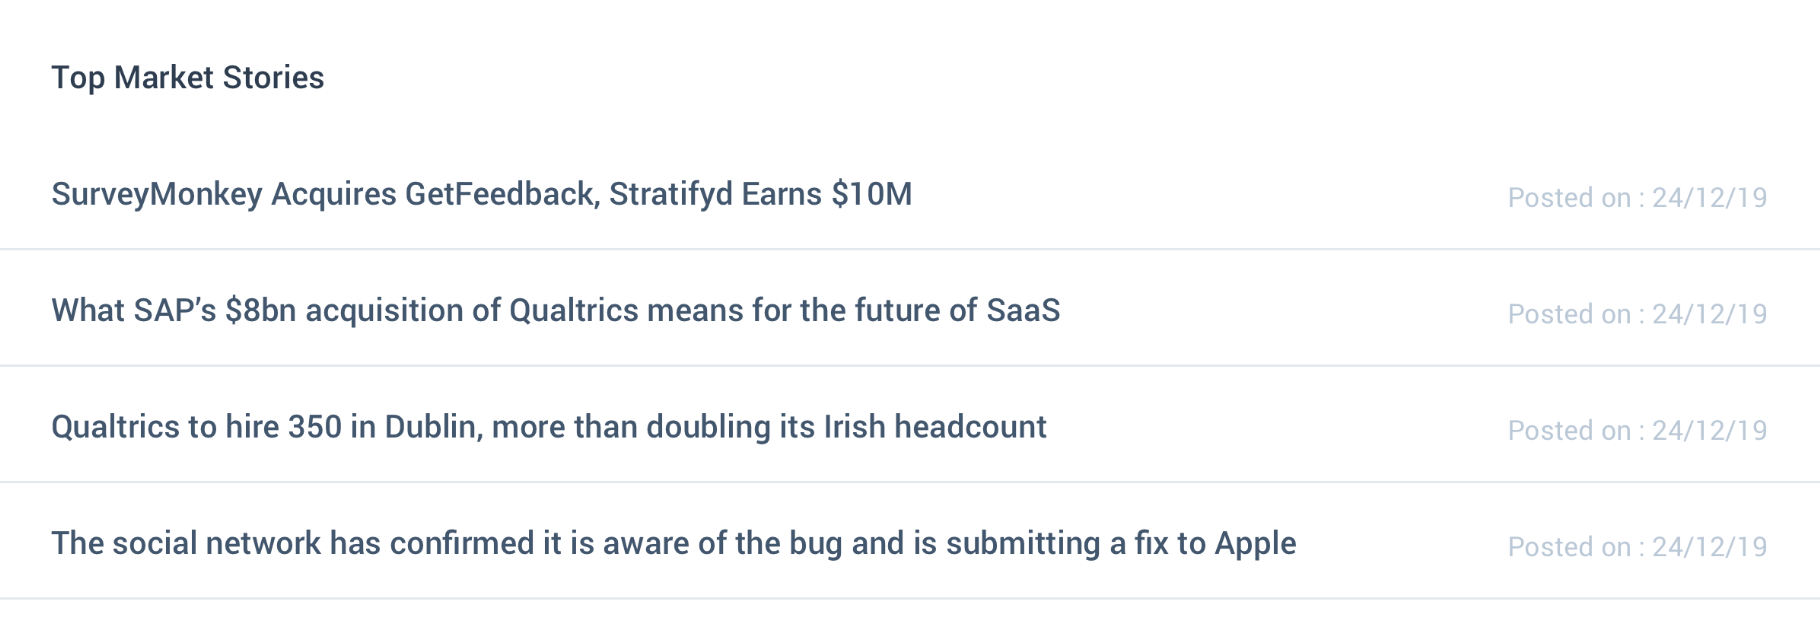 Top Market Stories
SurveyMonkey Acquires GetFeedback, Stratifyd Earns $10M
Posted on : 24/12/19
What SAP’s $8bn acquisition of Qualtrics means for the future of SaaS
Posted on : 24/12/19
Qualtrics to hire 350 in Dublin, more than doubling its Irish headcount
Posted on : 24/12/19
The social network has confirmed it is aware of the bug and is submitting a fix to Apple
Posted on : 24/12/19